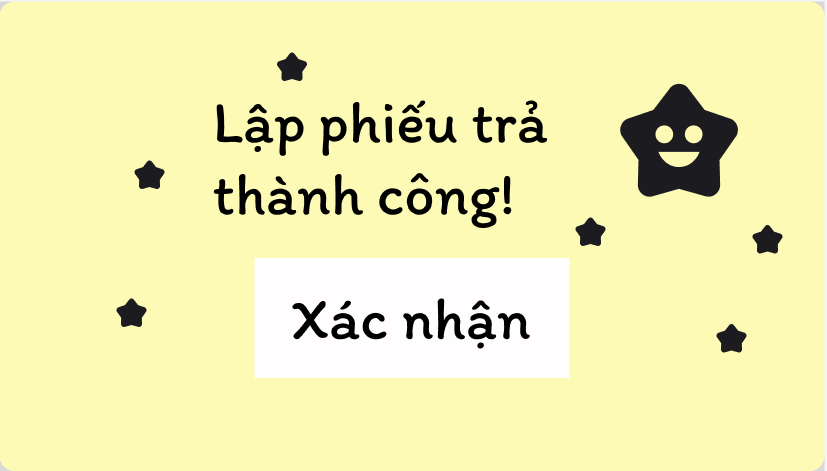 Lập phiếu trả
thành công!
Xác nhận